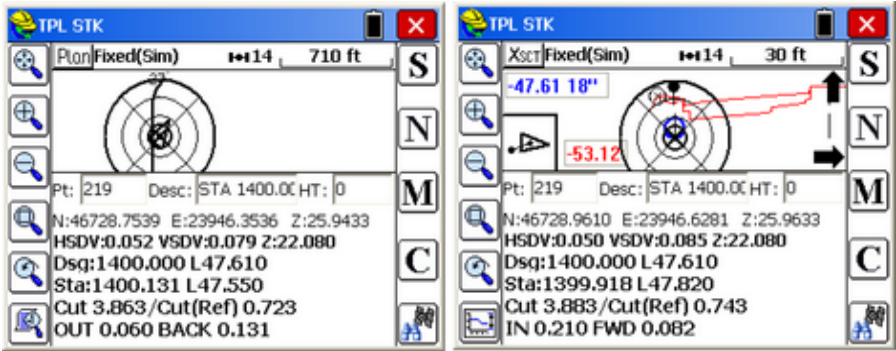 TPL STK
Plan Fixed(Sim) 14 710 ft
S
N
M
C
Pt: 219 Desc: STA 1400.00 HT: 0
N:46728.7539 E:23946.3536 Z:25.9433
HSDV:0.052 VSDV:0.079 Z:22.080
Dsg:1400.000 L47.610
Sta:1400.131 L47.550
Cut 3.863/Cut(Ref) 0.723
OUT 0.060 BACK 0.131
TPL STK
XSCT Fixed(Sim) 14 30 ft
-47.61 18"
-53.12
S
N
M
C
Pt: 219 Desc: STA 1400.00 HT: 0
N:46728.9610 E:23946.6281 Z:25.9633
HSDV:0.050 VSDV:0.085 Z:22.080
Dsg:1400.000 L47.610
Sta:1399.918 L47.820
Cut 3.883/Cut(Ref) 0.743
IN 0.210 FWD 0.082